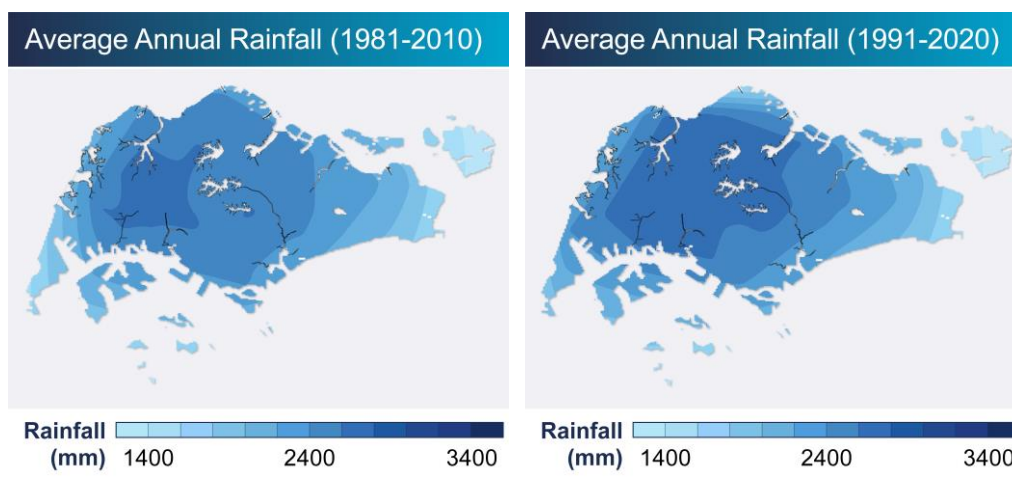 Average Annual Rainfall (1981-2010)
Average Annual Rainfall (1991-2020)
Rainfall
(mm) 1400 2400 3400
Rainfall
(mm) 1400 2400 3400